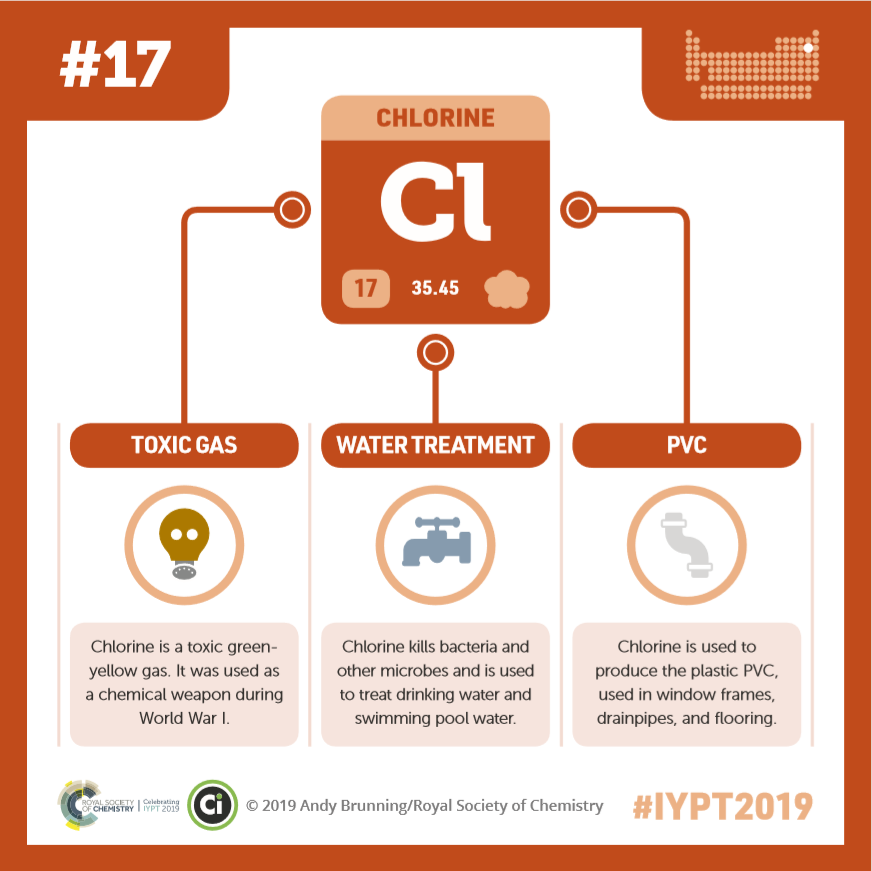 #17
CHLORINE
Cl
17
35.45
TOXIC GAS
Chlorine is a toxic green-
yellow gas. It was used as
a chemical weapon during
World War I.
WATER TREATMENT
Chlorine kills bacteria and
other microbes and is used
to treat drinking water and
swimming pool water.
PVC
Chlorine is used to
produce the plastic PVC,
used in window frames,
drainpipes, and flooring.
ROYAL SOCIETY
OF CHEMISTRY
Celebrating
IYPT 2019
Ci
© 2019 Andy Brunning/Royal Society of Chemistry
#IYPT2019